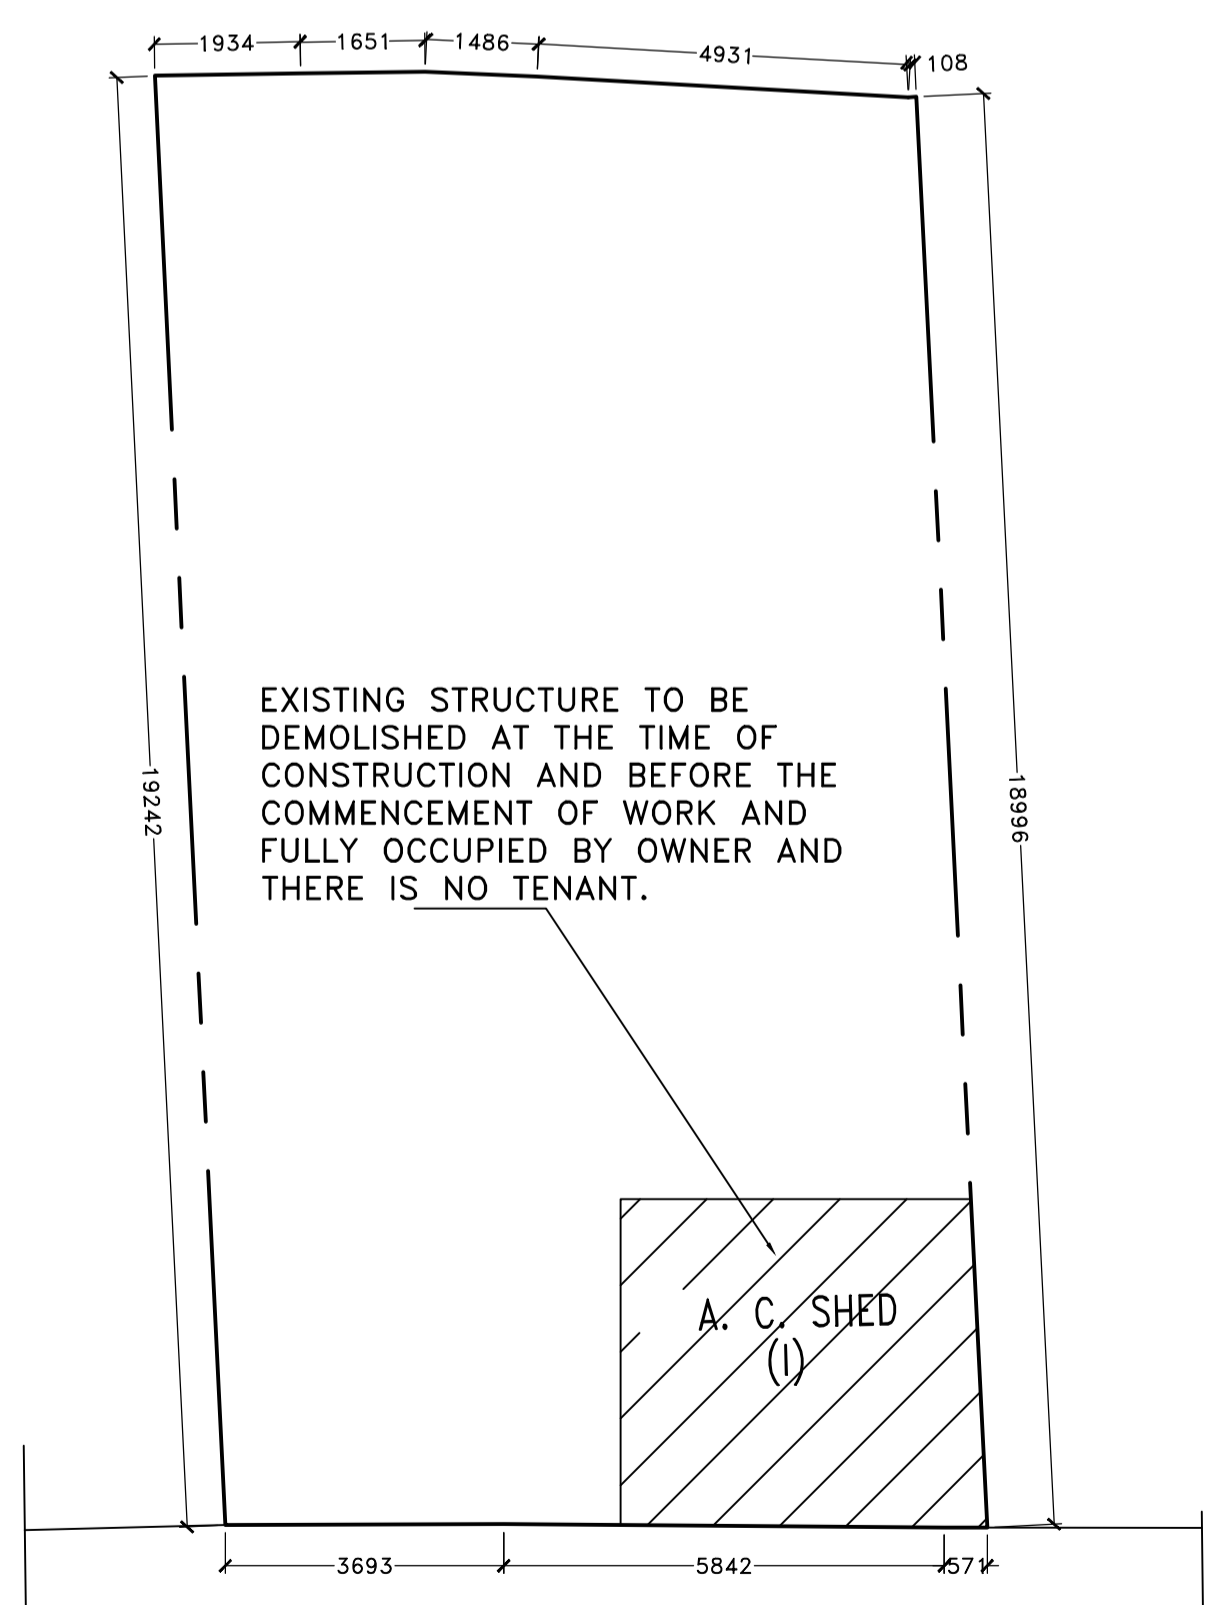 1934 1651 1486 4931 108
EXISTING STRUCTURE TO BE
DEMOLISHED AT THE TIME OF
CONSTRUCTION AND BEFORE THE
COMMENCEMENT OF WORK AND
FULLY OCCUPIED BY OWNER AND
THERE IS NO TENANT.
19242
18996
A. C. SHED
(1)
3693 5842 571